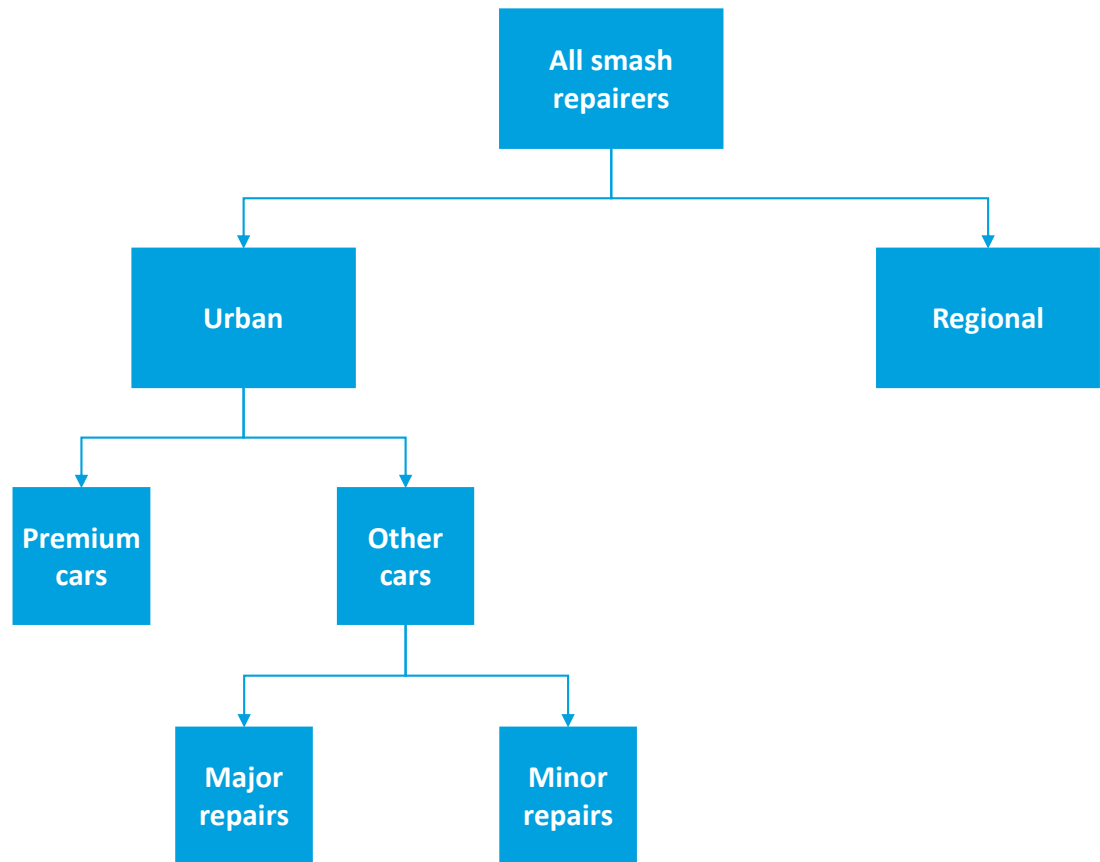 All smash
repairers
Urban
Regional
Premium
cars
Other
cars
Major
repairs
Minor
repairs